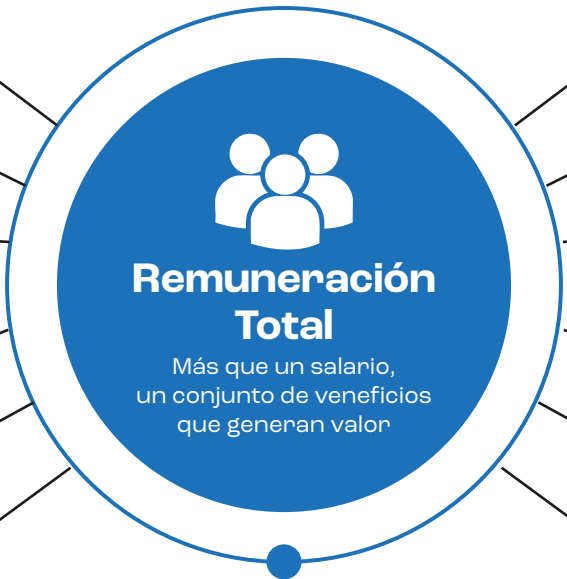 Remuneración
Total
Más que un salario,
un conjunto de veneficios
que generan valor